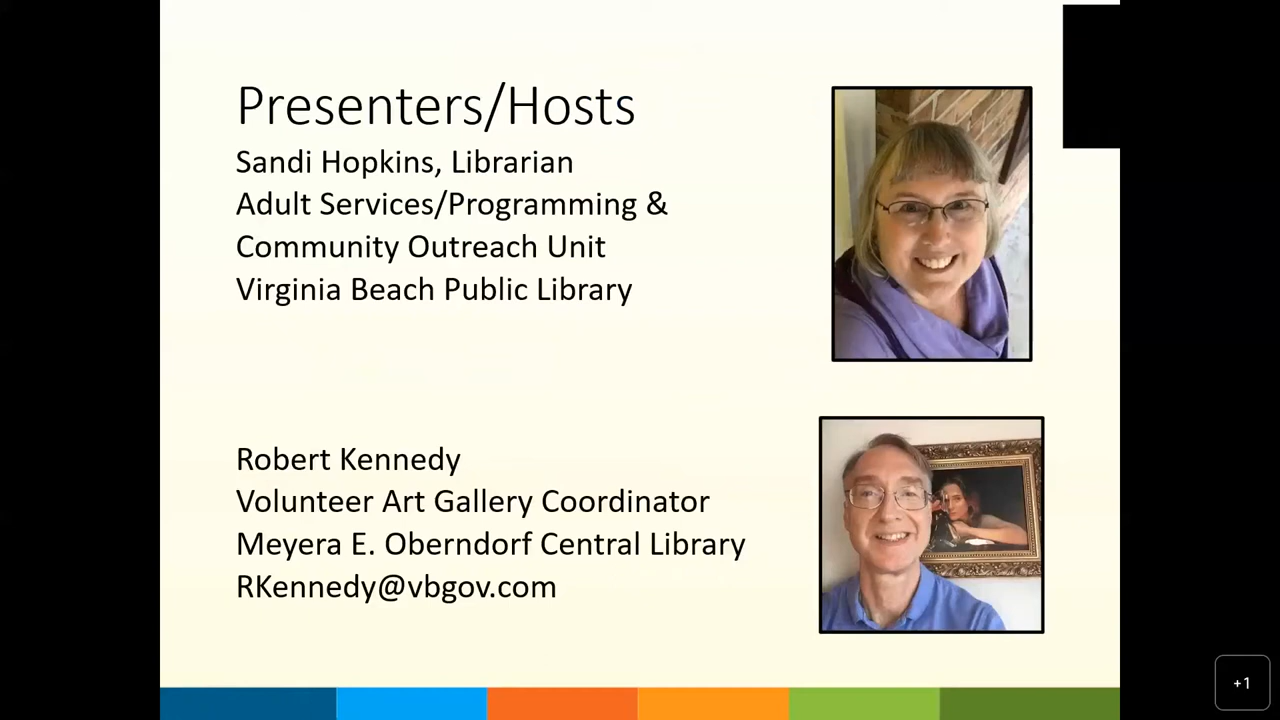 Presenters/Hosts
Sandi Hopkins, Librarian
Adult Services/Programming &
Community Outreach Unit
Virginia Beach Public Library
Robert Kennedy
Volunteer Art Gallery Coordinator
Meyera E. Oberndorf Central Library
RKennedy@vbgov.com
+1